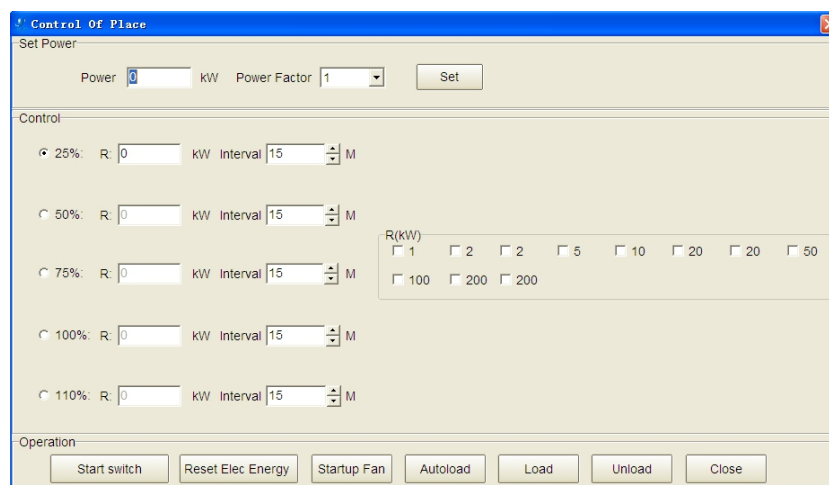 Control Of Place
Set Power
Power 0 kW Power Factor 1 Set
Control
25%: R: 0 kW Interval 15 M
50%: R: 0 kW Interval 15 M
R(kW)
1 2 2 5 10 20 20 50
75%: R: 0 kW Interval 15 M
100 200 200
100%: R: 0 kW Interval 15 M
110%: R: 0 kW Interval 15 M
Operation
Start switch Reset Elec Energy Startup Fan Autoload Load Unload Close